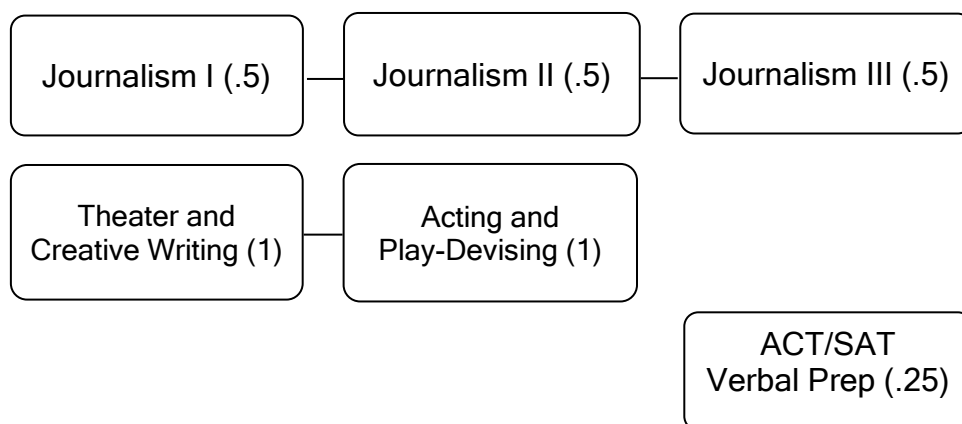 Journalism I (.5)
Journalism II (.5)
Journalism III (.5)
Theater and
Creative Writing (1)
Acting and
Play-Devising (1)
ACT/SAT
Verbal Prep (.25)